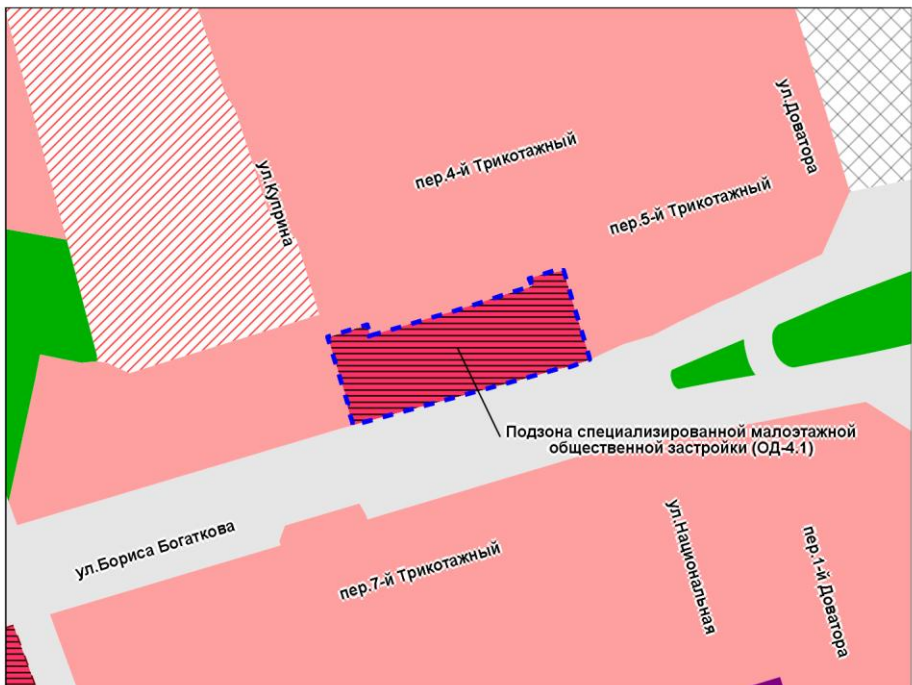 ул.Доватора
пер.4-й Трикотажный
ул.Куприна
пер.5-й Трикотажный
Подзона специализированной малоэтажной
общественной застройки (ОД-4.1)
ул.Бориса Богаткова
пер.7-й Трикотажный
ул.Национальная
пер.1-й Доватора